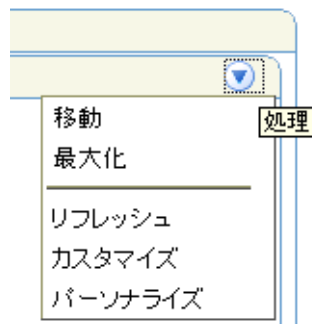 移動
処理
最大化
リフレッシュ
カスタマイズ
パーソナライズ